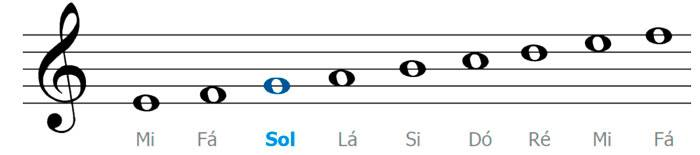 Mi Fá Sol Lá Si Dó Ré Mi Fá